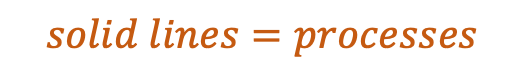 solid lines = processes